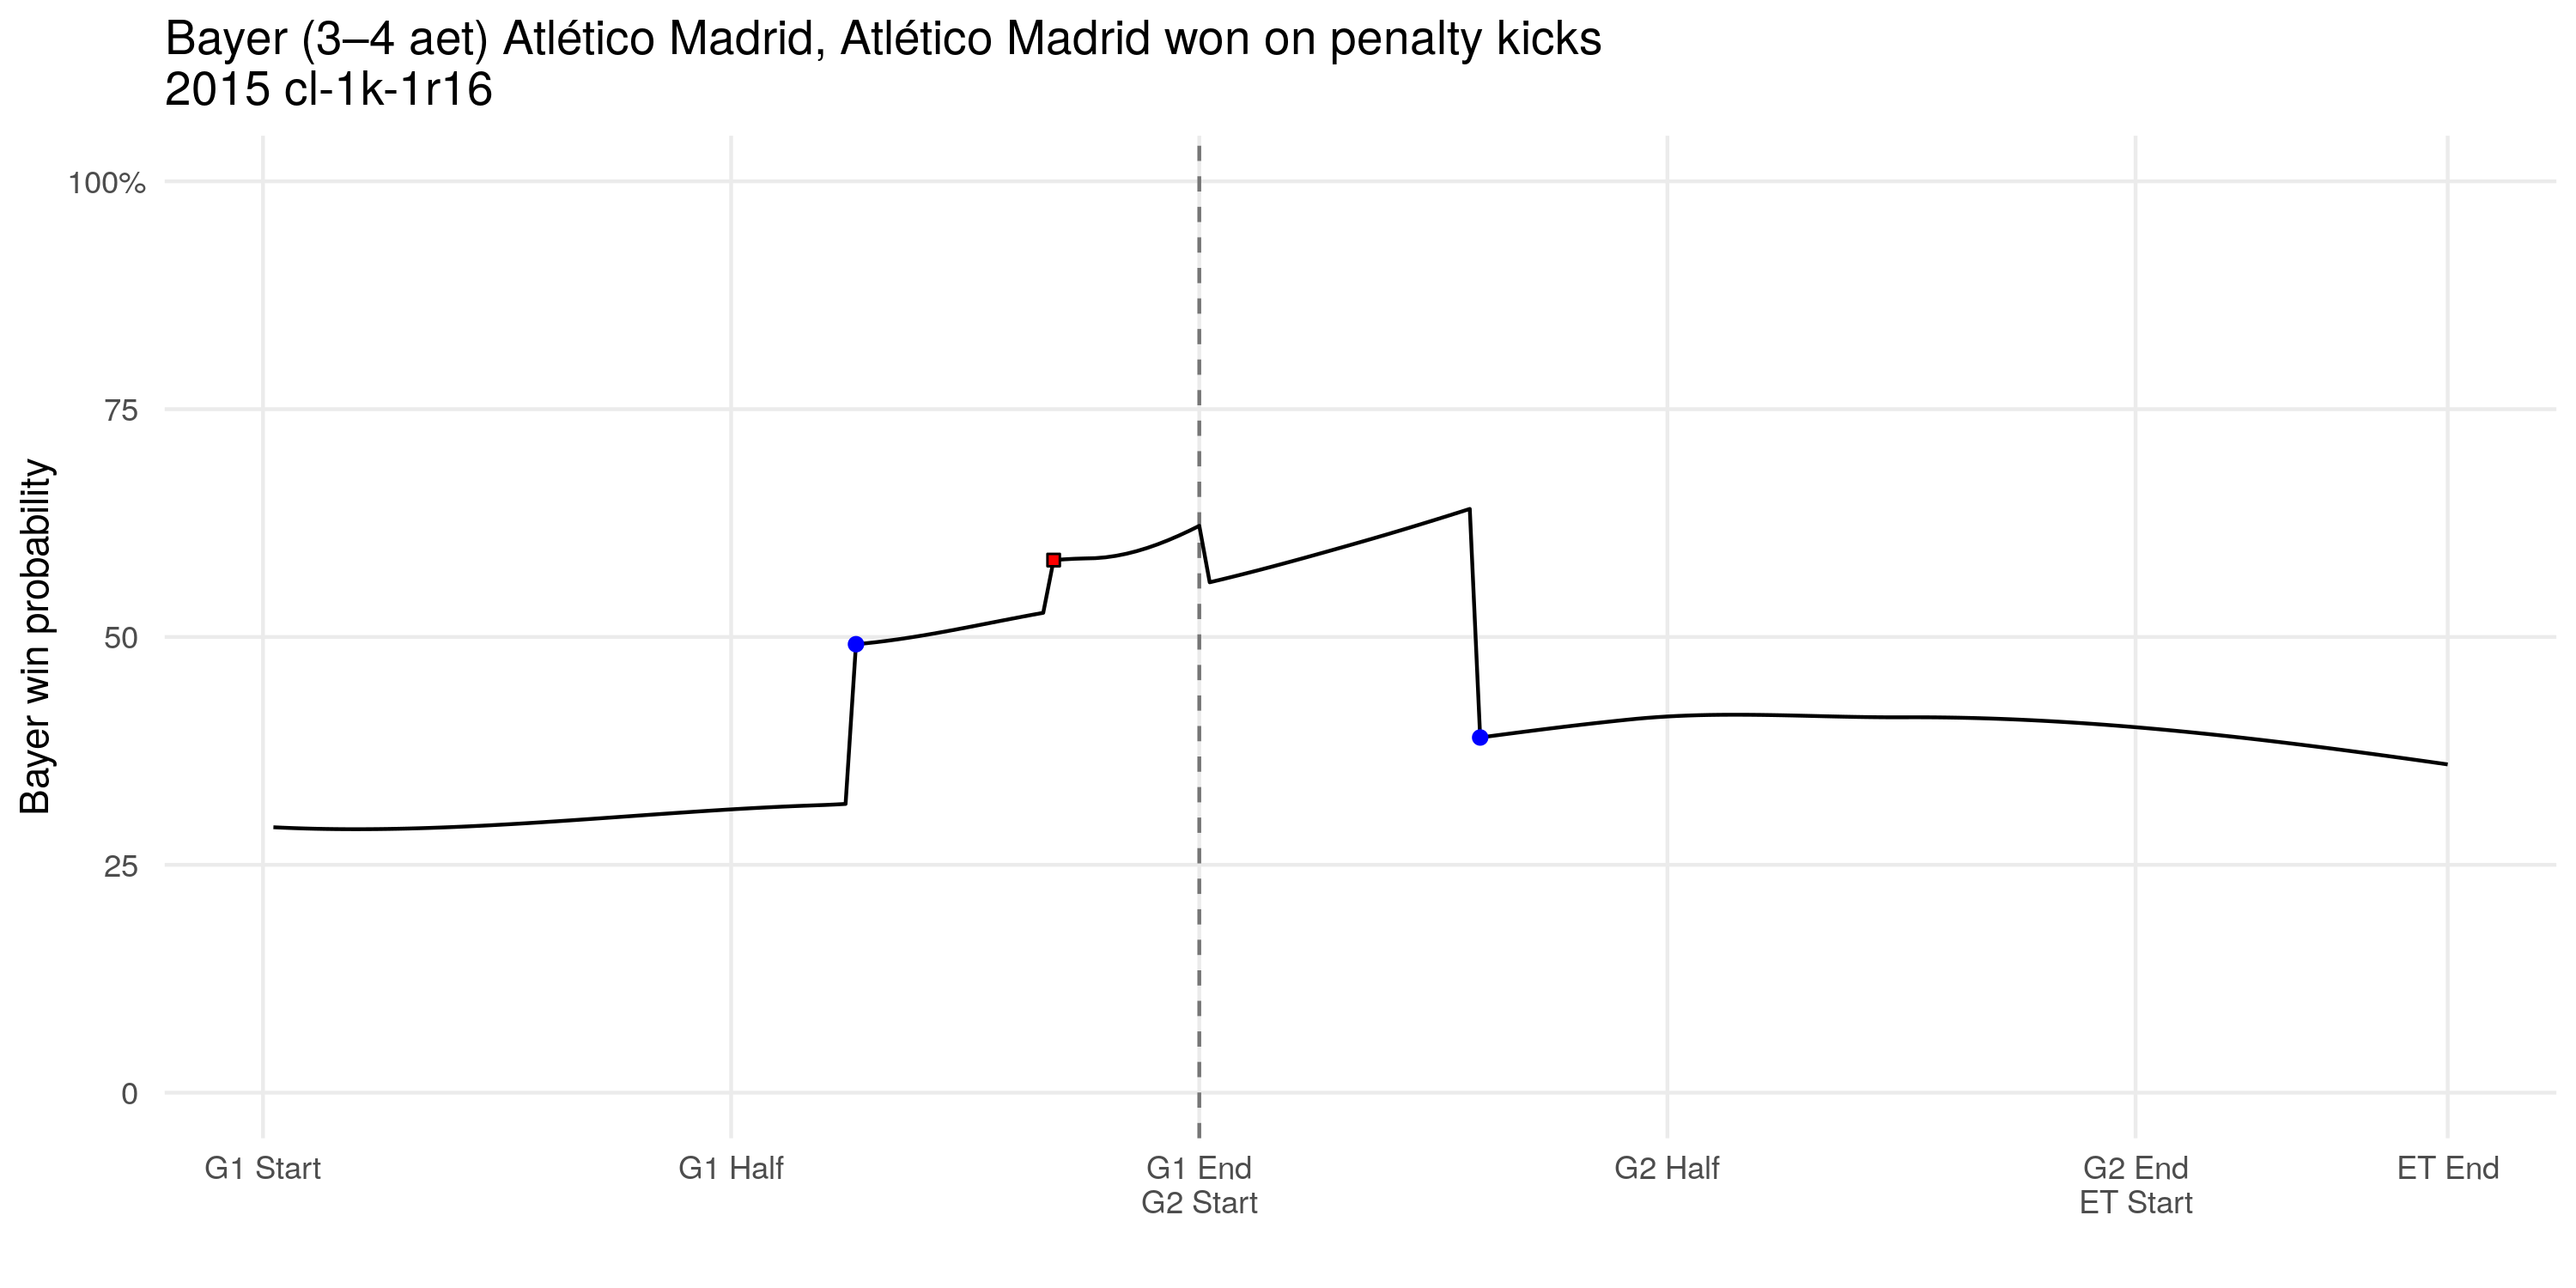 Bayer (3–4 aet) Atlético Madrid, Atlético Madrid won on penalty kicks
2015 cl-1k-1r16
Bayer win probability
100%
75
50
25
0
G1 Start
G1 Half
G1 End
G2 Start
G2 Half
G2 End
ET Start
ET End